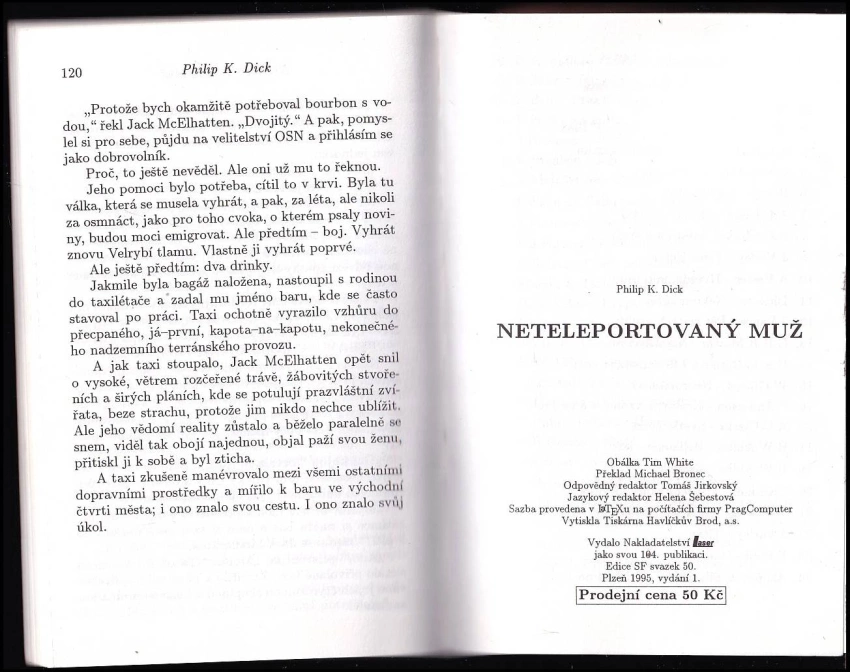 120
Philip K. Dick
„Protože bych okamžitě potřeboval bourbon s vo-
dou,“ řekl Jack McElhatten. „Dvojitý.“ A pak, pomys-
lel si pro sebe, půjdu na velitelství OSN a přihlásím se
jako dobrovolník.
Proč, to ještě nevěděl. Ale oni už mu to řeknou.
Jeho pomoci bylo potřeba, cítil to v krvi. Byla tu
válka, která se musela vyhrát, a pak, za léta, ale nikoli
za osmnáct, jako pro toho cvoka, o kterém psaly novi-
ny, budou moci emigrovat. Ale předtím – boj. Vyhrát
znovu Velrybí tlamu. Vlastně ji vyhrát poprvé.
Ale ještě předtím: dva drinky.
Jakmile byla bagáž naložena, nastoupil s rodinou
do taxilétače a zadal mu jméno baru, kde se často
stavoval po práci. Taxi ochotně vyrazilo vzhůru do
přecpaného, já–první, kapota–na–kapotu, nekonečné-
ho nadzemního terránského provozu.
A jak taxi stoupalo, Jack McElhatten opět snil
o vysoké, větrem rozčeřené trávě, žábovitých stvoře-
ních a širých pláních, kde se potulují prazvláštní zví-
řata, beze strachu, protože jim nikdo nechce ublížit.
Ale jeho vědomí reality zůstalo a běželo paralelně se
snem, viděl tak obojí najednou, objal paží svou ženu,
přitiskl ji k sobě a byl zticha.
A taxi zkušeně manévrovalo mezi všemi ostatními
dopravními prostředky a mířilo k baru ve východní
čtvrti města; i ono znalo svou cestu. I ono znalo svůj
úkol.
Philip K. Dick
NETELEPORTOVANÝ MUŽ
Obálka Tim White
Překlad Michael Bronec
Odpovědný redaktor Tomáš Jirkovský
Jazykový redaktor Helena Šebestová
Sazba provedena v LATEXu na počítačích firmy PragComputer
Vytiskla Tiskárna Havlíčkův Brod, a.s.
Vydalo Nakladatelství laser
jako svou 104. publikaci.
Edice SF svazek 50.
Plzeň 1995, vydání 1.
Prodejní cena 50 Kč